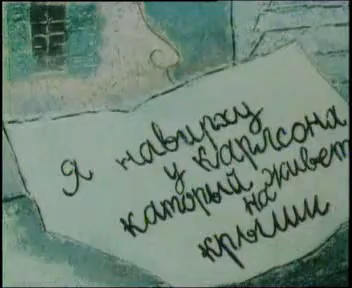 я навирху
у карлсона
каторый живет
на
крыши